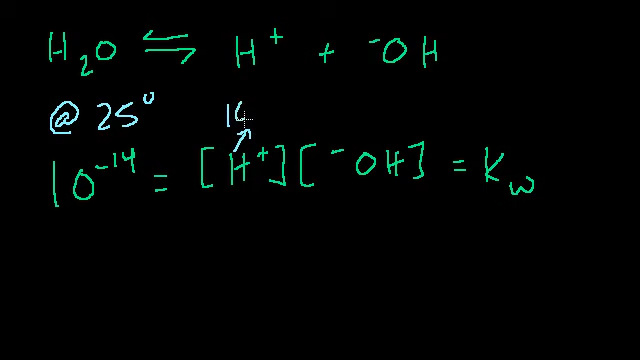 H₂O ⇌ H⁺ + ⁻OH
@ 25°
10⁻¹⁴ = [H⁺][⁻OH] = Kw